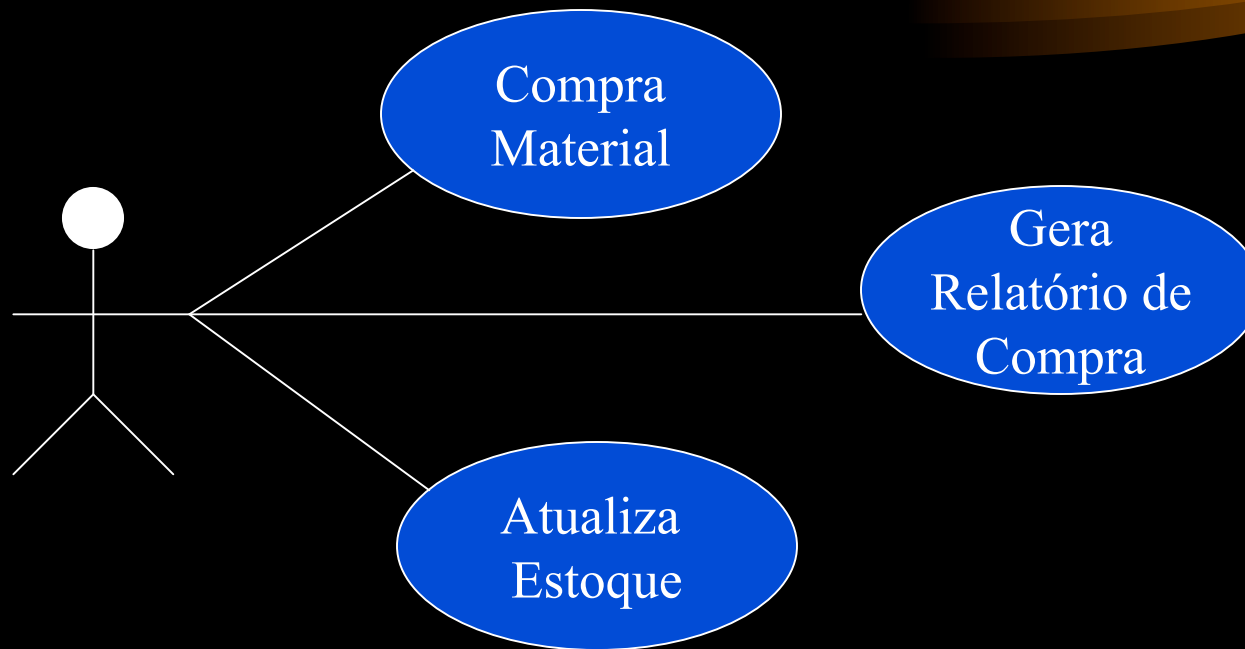 Compra
Material
Gera
Relatório de
Compra
Atualiza
Estoque